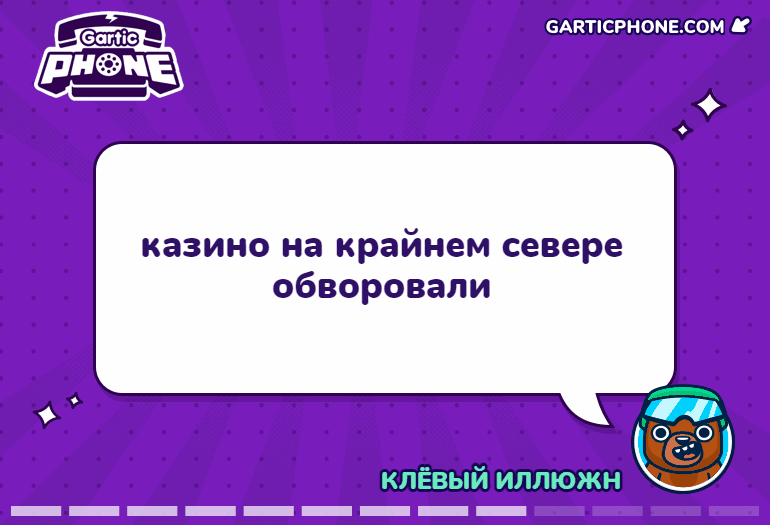 Gartic
PHONE
GARTICPHONE.COM
казино на крайнем севере
обворовали
КЛЁВЫЙ ИЛЛЮЖН